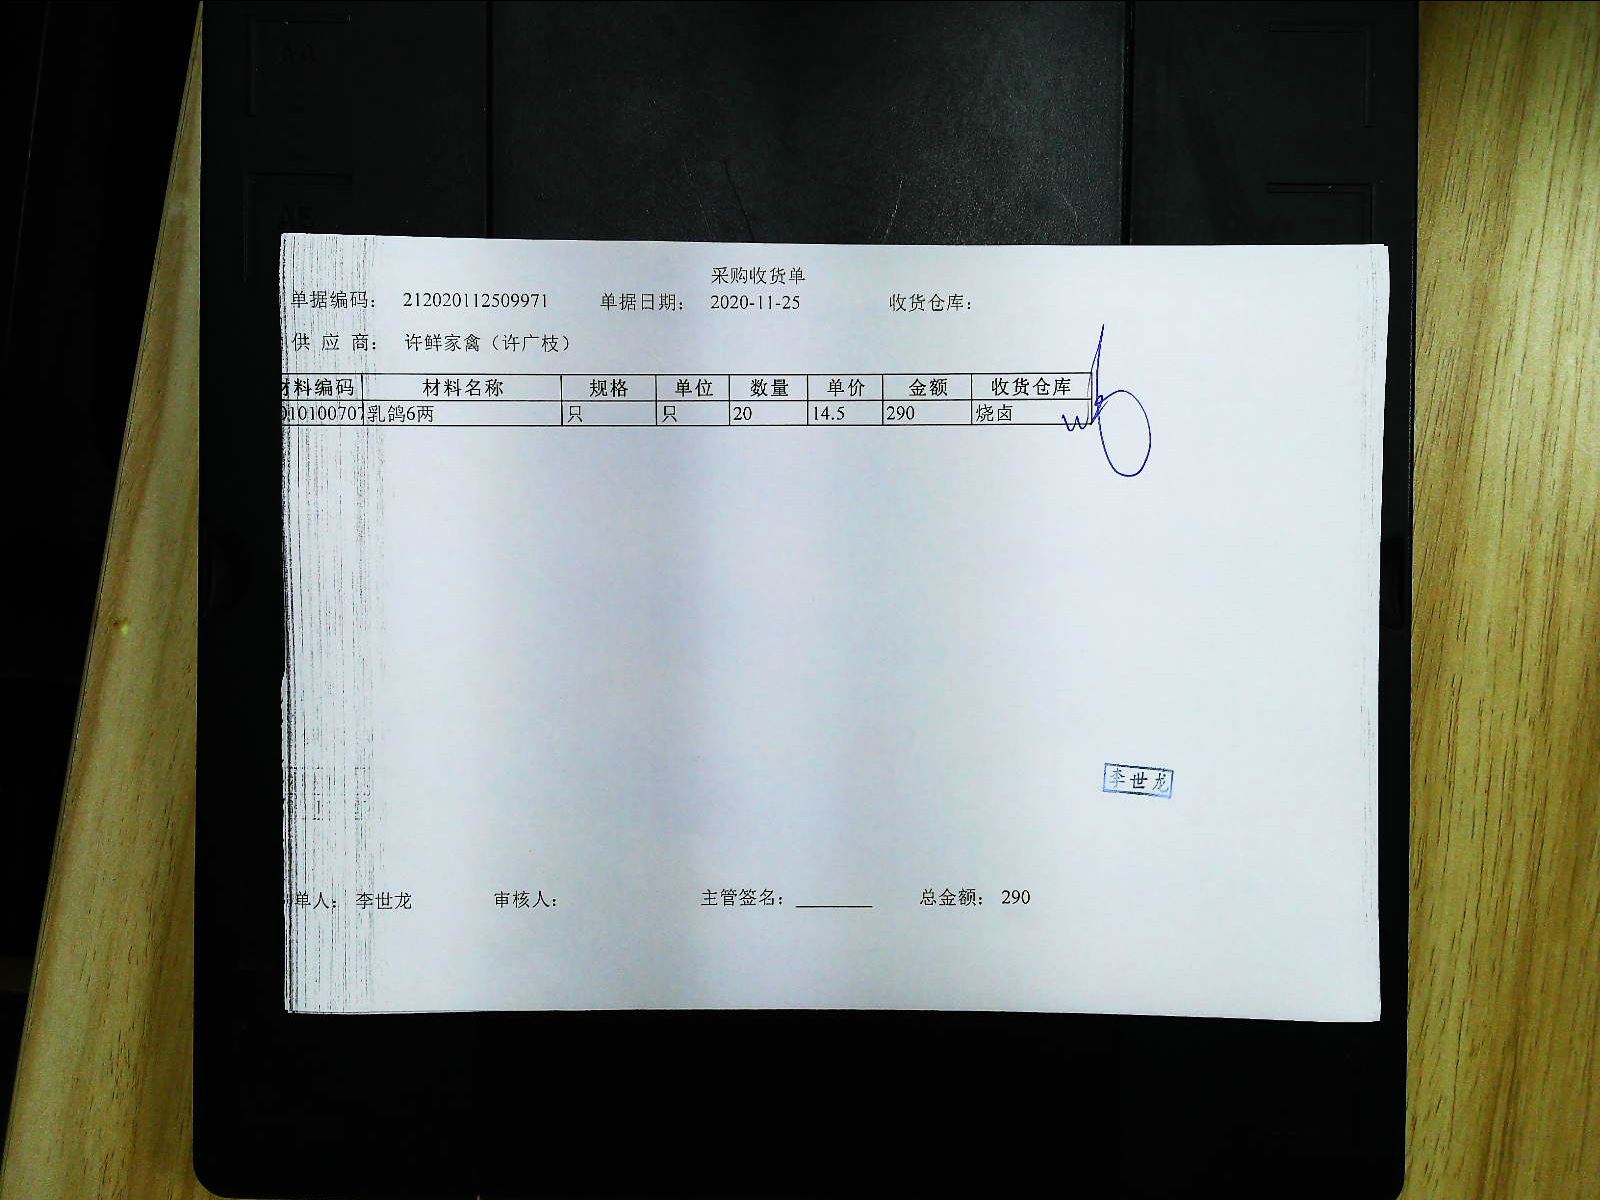 采购收货单
单据编码： 212020112509971 单据日期： 2020-11-25 收货仓库：
供 应 商： 许鲜家禽（许广枝）
材料编码 材料名称 规格 单位 数量 单价 金额 收货仓库
010100707 乳鸽6两 只 只 20 14.5 290 烧卤
李世龙
单人： 李世龙 审核人： 主管签名： ________ 总金额： 290